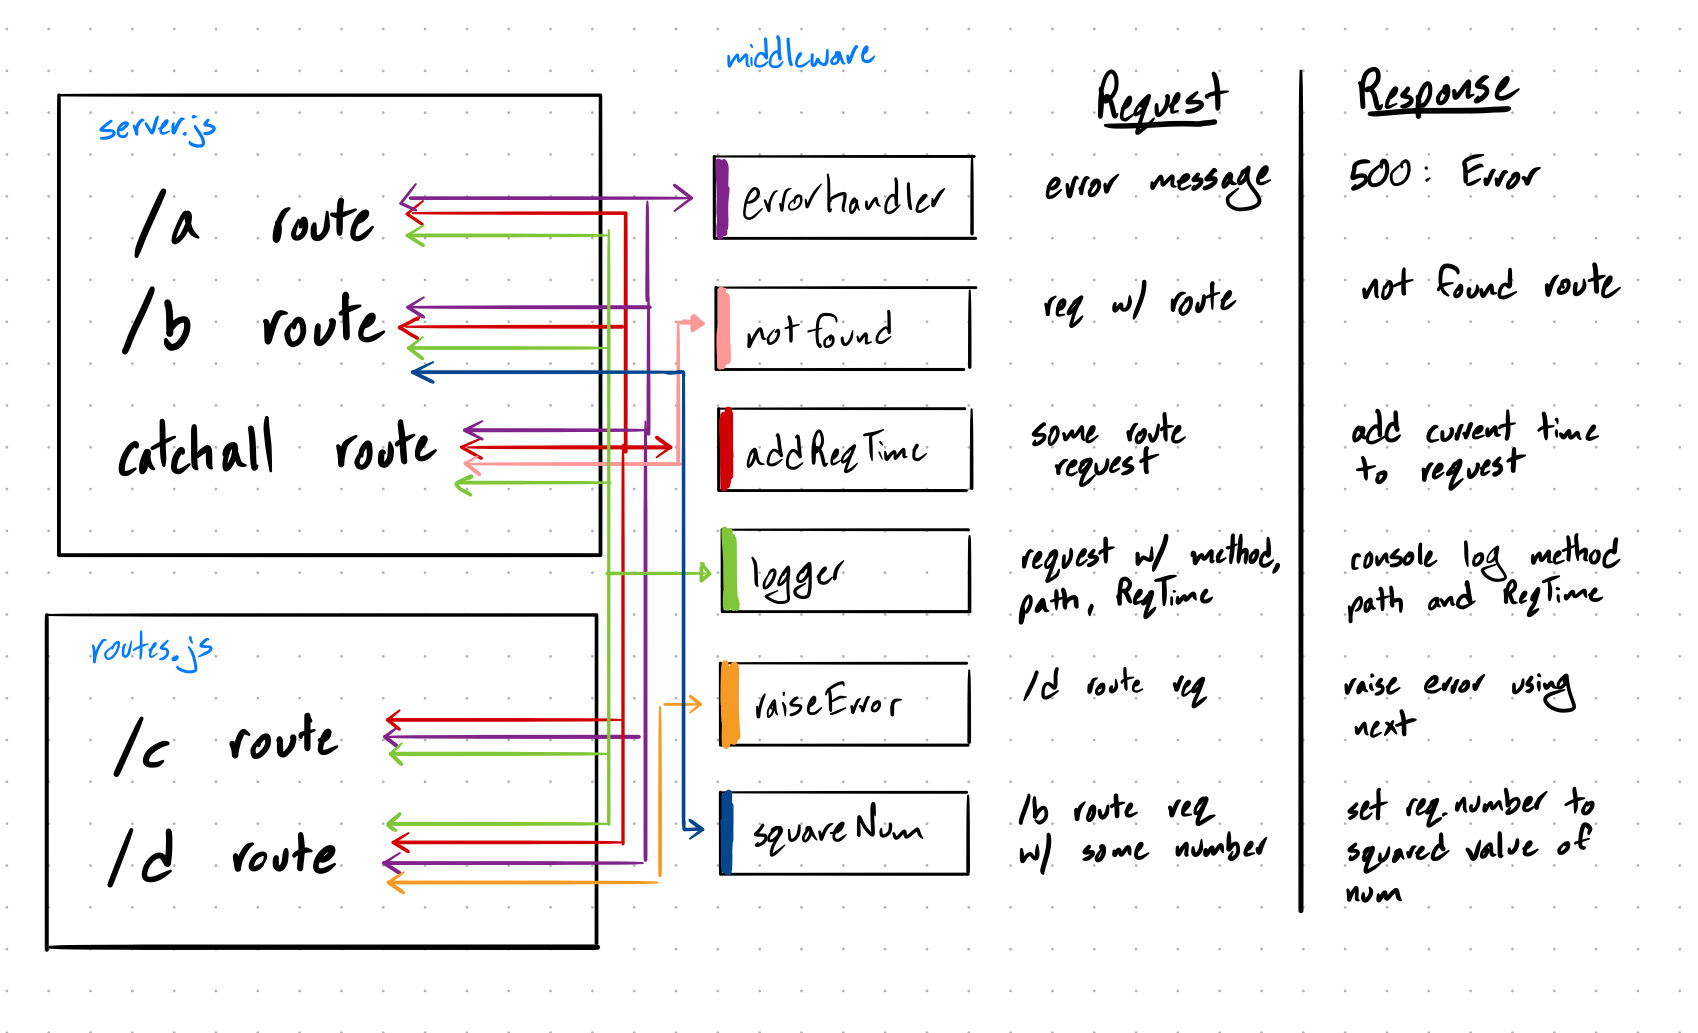 middleware
server.js
/a route
/b route
catchall route
routes.js
/c route
/d route
errorhandler
notfound
addReqTime
logger
raiseError
squareNum
Request
error message
req w/ route
some route
request
request w/ method,
path, ReqTime
/d route req
/b route req
w/ some number
Response
500: Error
not found route
add current time
to request
console log method
path and ReqTime
raise error using
next
set req.number to
squared value of
num